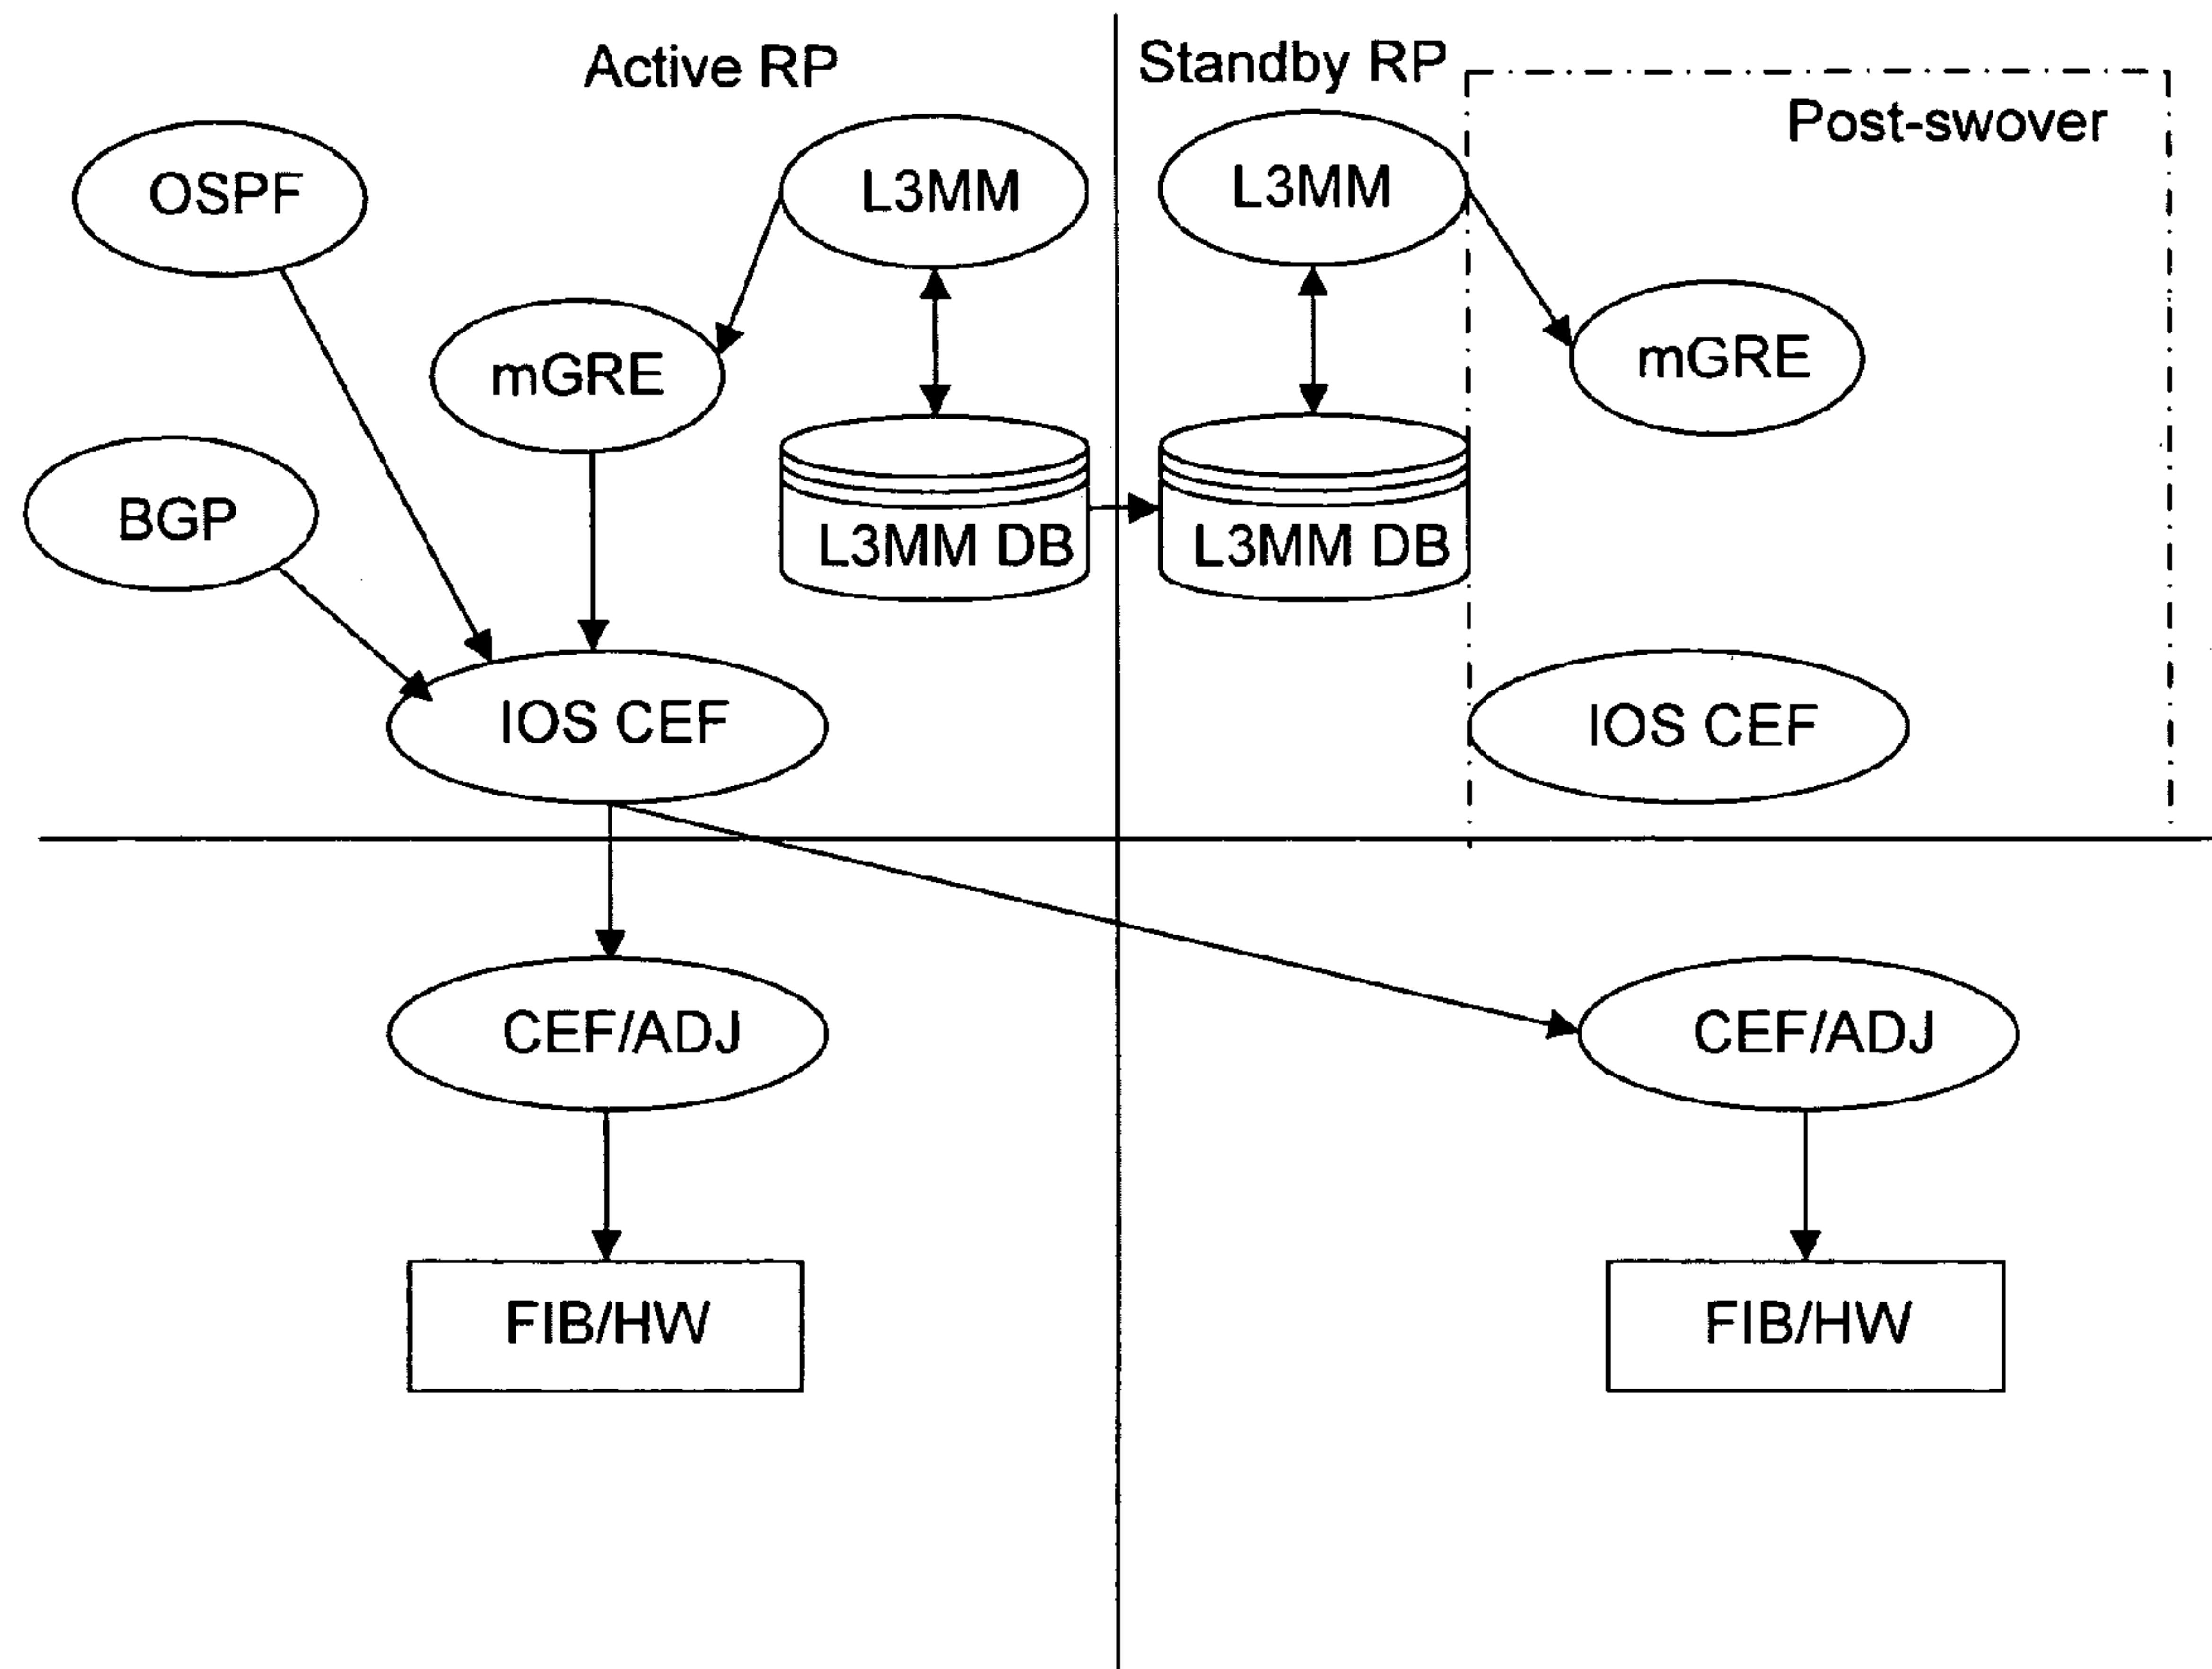 Active RP
Standby RP
Post-swover
OSPF
L3MM
L3MM
mGRE
mGRE
BGP
L3MM DB
L3MM DB
IOS CEF
IOS CEF
CEF/ADJ
CEF/ADJ
FIB/HW
FIB/HW